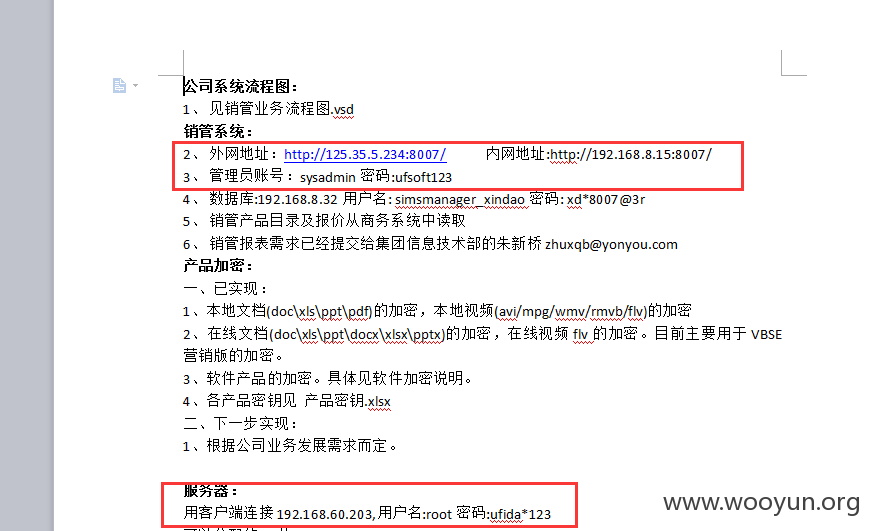 公司系统流程图：
1、 见销管业务流程图.vsd
销管系统：
2、 外网地址：http://125.35.5.234:8007/ 内网地址:http://192.168.8.15:8007/
3、 管理员账号：sysadmin 密码:ufsoft123
4、 数据库:192.168.8.32 用户名: simsmanager_xindao 密码: xd*8007@3r
5、 销管产品目录及报价从商务系统中读取
6、 销管报表需求已经提交给集团信息技术部的朱新桥 zhuxqb@yonyou.com
产品加密：
一、已实现：
1、本地文档(doc\xls\ppt\pdf)的加密，本地视频(avi/mpg/wmv/rmvb/flv)的加密
2、在线文档(doc\xls\ppt\docx\xlsx\pptx)的加密，在线视频 flv 的加密。目前主要用于 VBSE
营销版的加密。
3、软件产品的加密。具体见软件加密说明。
4、各产品密钥见 产品密钥.xlsx
二、下一步实现：
1、根据公司业务发展需求而定。
服务器：
用客户端连接 192.168.60.203, 用户名:root 密码:ufida*123
www.wooyun.org